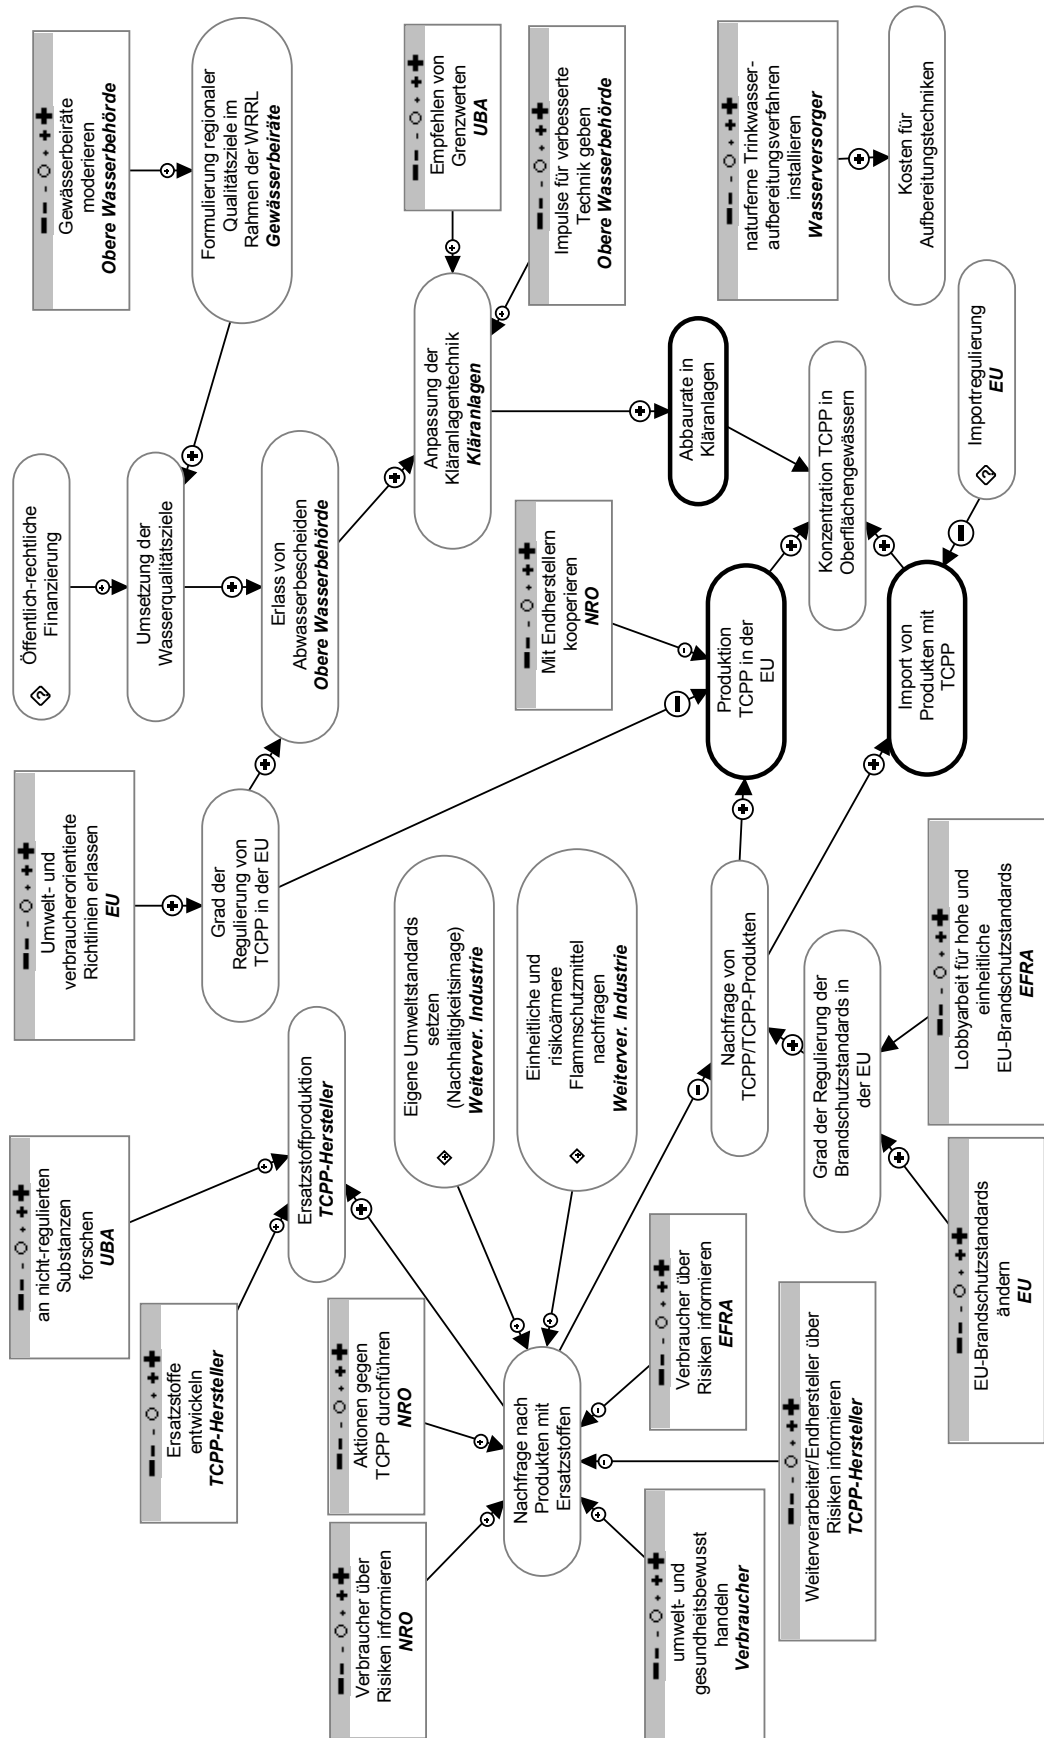 Gewässerbeiräte
moderieren
Obere Wasserbehörde
Formulierung regionaler
Qualitätsziele im
Rahmen der WRRL
Gewässerbeiräte
Empfehlen von
Grenzwerten
UBA
Impulse für verbesserte
Technik geben
Obere Wasserbehörde
naturferne Trinkwasser-
aufbereitungsverfahren
installieren
Wasserversorger
Kosten für
Aufbereitungstechniken
Öffentlich-rechtliche
Finanzierung
Umsetzung der
Wasserqualitätsziele
Erlass von
Abwasserbescheiden
Obere Wasserbehörde
Anpassung der
Kläranlagentechnik
Kläranlagen
Abbaurate in
Kläranlagen
Konzentration TCPP in
Oberflächengewässern
Importregulierung
EU
Mit Endherstellern
kooperieren
NRO
Produktion
TCPP in der
EU
Import von
Produkten mit
TCPP
Umwelt- und
verbraucherorientierte
Richtlinien erlassen
EU
Grad der
Regulierung von
TCPP in der EU
Eigene Umweltstandards
setzen
(Nachhaltigkeitsimage)
Weiterver. Industrie
Einheitliche und
risikoärmere
Flammschutzmittel
nachfragen
Weiterver. Industrie
Nachfrage von
TCPP/TCPP-Produkten
Grad der Regulierung der
Brandschutzstandards in
der EU
Lobbyarbeit für hohe und
einheitliche
EU-Brandschutzstandards
EFRA
an nicht-regulierten
Substanzen
forschen
UBA
Ersatzstoffproduktion
TCPP-Hersteller
Ersatzstoffe
entwickeln
TCPP-Hersteller
Aktionen gegen
TCPP durchführen
NRO
Verbraucher über
Risiken informieren
NRO
Nachfrage nach
Produkten mit
Ersatzstoffen
Verbraucher über
Risiken informieren
EFRA
umwelt- und
gesundheitsbewusst
handeln
Verbraucher
Weiterverarbeiter/Endhersteller über
Risiken informieren
TCPP-Hersteller
EU-Brandschutzstandards
ändern
EU